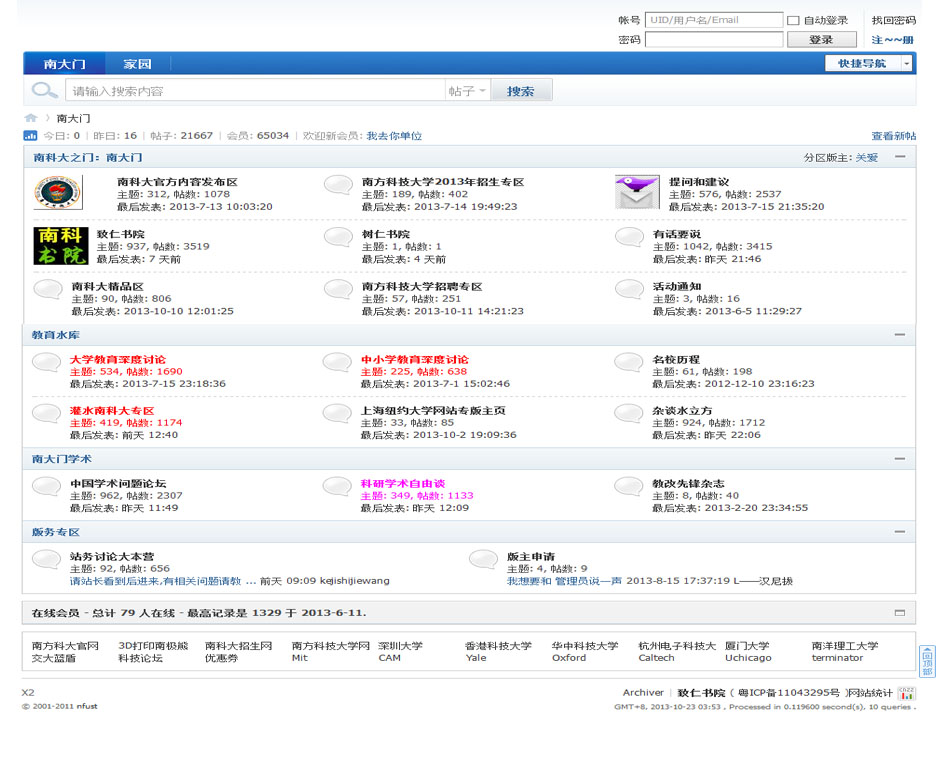 帐号 UID/用户名/Email 自动登录 找回密码
密码 登录 注~~册
南大门 家园 快捷导航
请输入搜索内容 帖子 搜索
南大门
今日: 0 | 昨日: 16 | 帖子: 21667 | 会员: 65034 | 欢迎新会员: 我去你单位 查看新帖
南科大之门: 南大门 分区版主: 关爱
南科大官方内容发布区 南方科技大学2013年招生专区 提问和建议
主题: 312, 帖数: 1078 主题: 189, 帖数: 402 主题: 576, 帖数: 2537
最后发表: 2013-7-13 10:03:20 最后发表: 2013-7-14 19:49:23 最后发表: 2013-7-15 21:35:20
南科
书院
致仁书院 树仁书院 有话要说
主题: 937, 帖数: 3519 主题: 1, 帖数: 1 主题: 1042, 帖数: 3415
最后发表: 7 天前 最后发表: 4 天前 最后发表: 昨天 21:46
南科大精品区 南方科技大学招聘专区 活动通知
主题: 90, 帖数: 806 主题: 57, 帖数: 251 主题: 3, 帖数: 16
最后发表: 2013-10-10 12:01:25 最后发表: 2013-10-11 14:21:23 最后发表: 2013-6-5 11:29:27
教育水库
大学教育深度讨论 中小学教育深度讨论 名校历程
主题: 534, 帖数: 1690 主题: 225, 帖数: 638 主题: 61, 帖数: 198
最后发表: 2013-7-15 23:18:36 最后发表: 2013-7-1 15:02:46 最后发表: 2012-12-10 23:16:23
灌水南科大专区 上海纽约大学网站专版主页 杂谈水立方
主题: 419, 帖数: 1174 主题: 33, 帖数: 85 主题: 924, 帖数: 1712
最后发表: 前天 12:40 最后发表: 2013-10-2 19:09:36 最后发表: 昨天 22:06
南大门学术
中国学术问题论坛 科研学术自由谈 教改先锋杂志
主题: 962, 帖数: 2307 主题: 349, 帖数: 1133 主题: 8, 帖数: 40
最后发表: 昨天 11:49 最后发表: 昨天 12:09 最后发表: 2013-2-20 23:34:55
版务专区
站务讨论大本营 版主申请
主题: 92, 帖数: 656 主题: 4, 帖数: 9
请站长看到后进来,有相关问题请教 ... 前天 09:09 kejishijiewang 我想要和 管理员说一声 2013-8-15 17:37:19 L——汉尼拔
在线会员 - 总计 79 人在线 - 最高记录是 1329 于 2013-6-11.
南方科大官网 3D打印南极熊 南科大招生网 南方科技大学网 深圳大学 香港科技大学 华中科技大学 杭州电子科技大 厦门大学 南洋理工大学
交大蓝盾 科技论坛 优惠券 Mit CAM Yale Oxford Caltech Uchicago terminator
回顶部
X2 Archiver | 致仁书院 ( 粤ICP备11043295号 )网站统计
© 2001-2011 nfust GMT+8, 2013-10-23 03:53 , Processed in 0.119600 second(s), 10 queries .